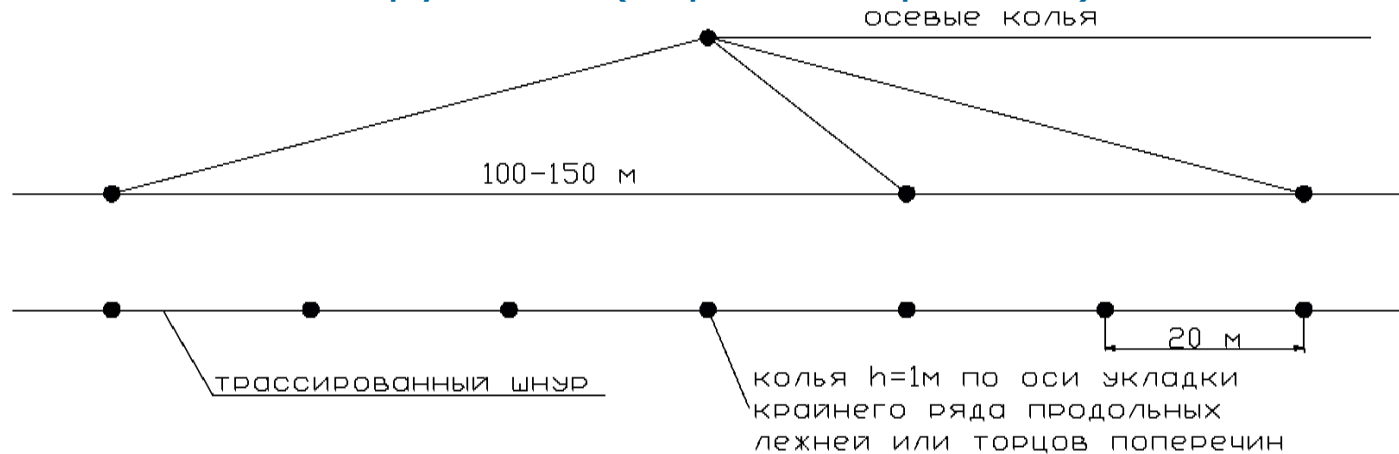 осевые колья
100-150 м
20 м
трассированный шнур
колья h=1м по оси укладки
крайнего ряда продольных
лежней или торцов поперечин